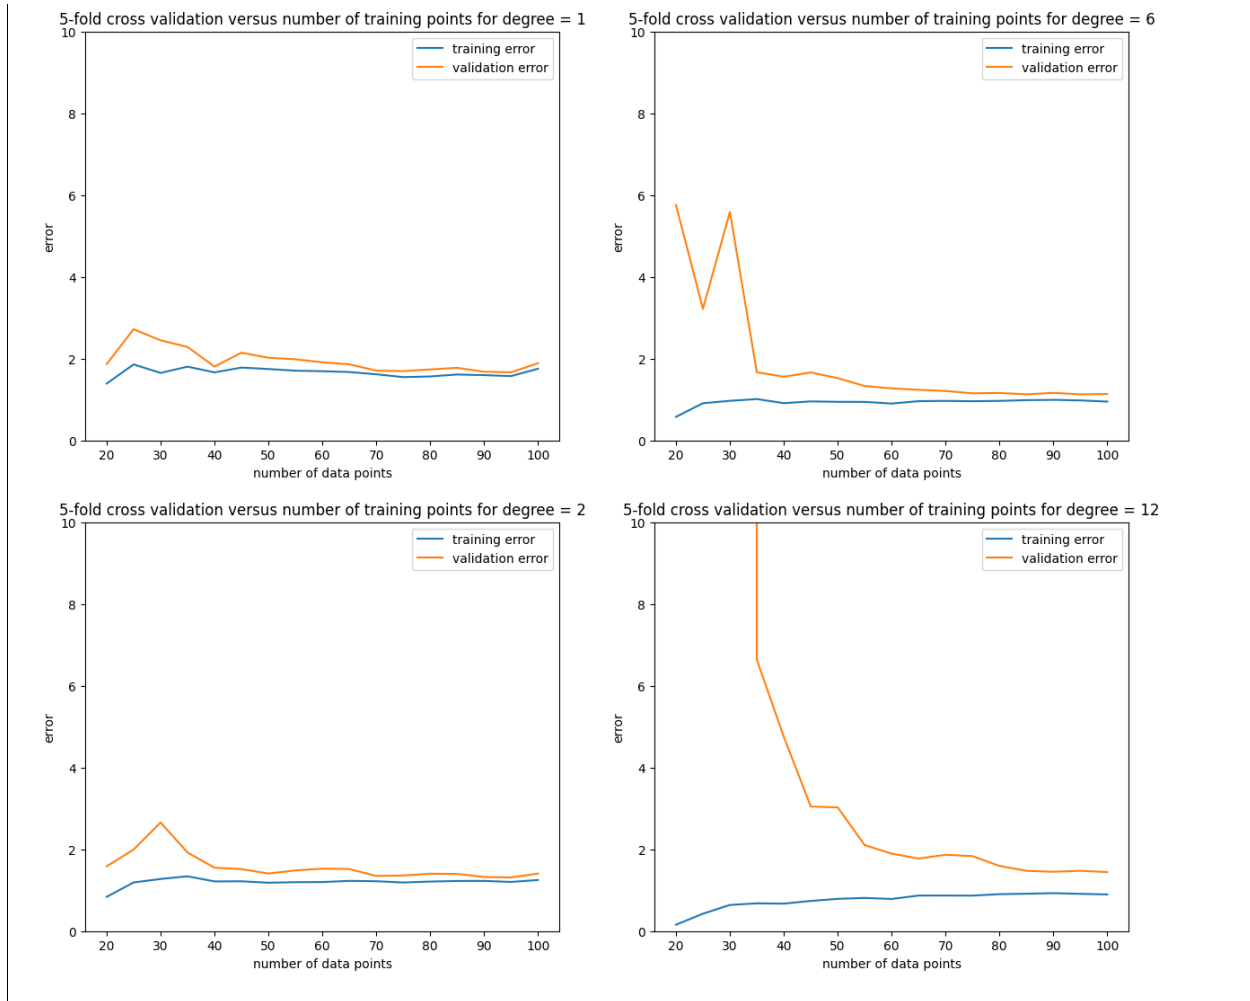 5-fold cross validation versus number of training points for degree = 1
10
8
6
4
2
0
error
training error
validation error
20 30 40 50 60 70 80 90 100
number of data points
5-fold cross validation versus number of training points for degree = 6
10
8
6
4
2
0
error
training error
validation error
20 30 40 50 60 70 80 90 100
number of data points
5-fold cross validation versus number of training points for degree = 2
10
8
6
4
2
0
error
training error
validation error
20 30 40 50 60 70 80 90 100
number of data points
5-fold cross validation versus number of training points for degree = 12
10
8
6
4
2
0
error
training error
validation error
20 30 40 50 60 70 80 90 100
number of data points